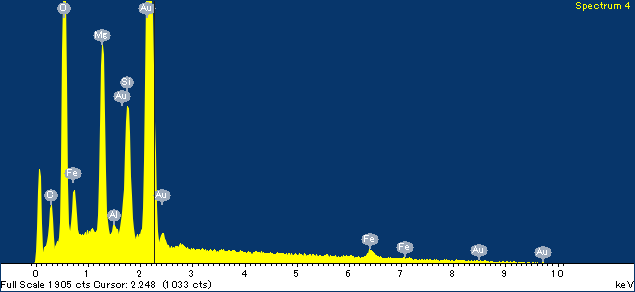 Spectrum 4
O
Au
Mg
Si
Au
Fe
C
Au
Al
Fe
Fe
Au
Au
0 1 2 3 4 5 6 7 8 9 10
Full Scale 1905 cts Cursor: 2.248 (1033 cts) keV